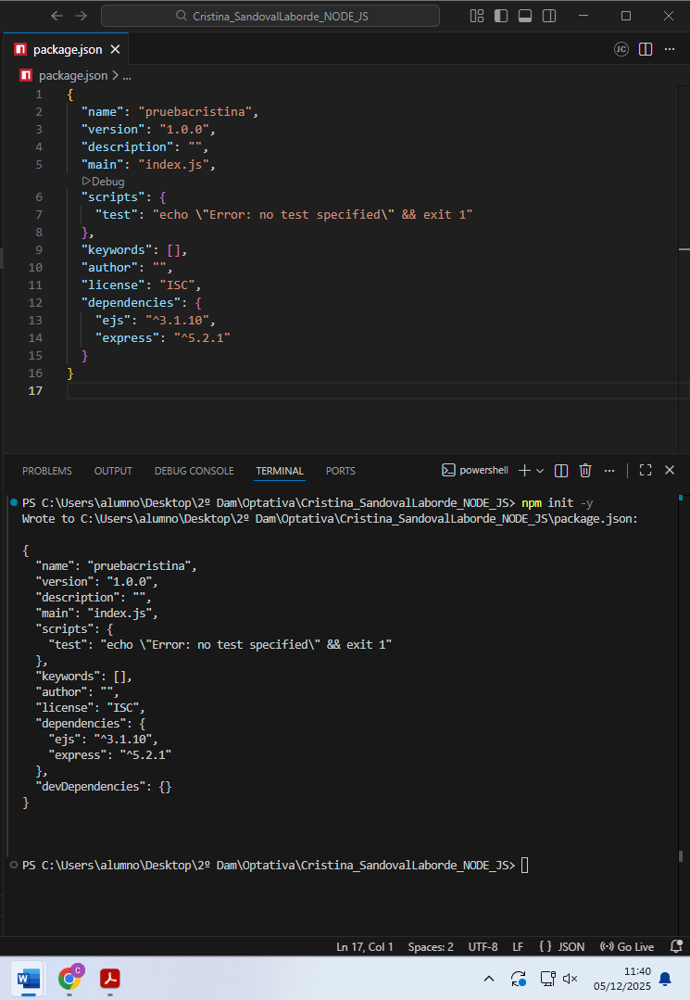 Cristina_SandovalLaborde_NODE_JS
package.json
JC
package.json > ...
1 {
2 "name": "pruebacristina",
3 "version": "1.0.0",
4 "description": "",
5 "main": "index.js",
Debug
6 "scripts": {
7 "test": "echo \"Error: no test specified\" && exit 1"
8 },
9 "keywords": [],
10 "author": "",
11 "license": "ISC",
12 "dependencies": {
13 "ejs": "^3.1.10",
14 "express": "^5.2.1"
15 }
16 }
17
PROBLEMS OUTPUT DEBUG CONSOLE TERMINAL PORTS powershell
PS C:\Users\alumno\Desktop\2º Dam\Optativa\Cristina_SandovalLaborde_NODE_JS> npm init -y
Wrote to C:\Users\alumno\Desktop\2º Dam\Optativa\Cristina_SandovalLaborde_NODE_JS\package.json:
{
"name": "pruebacristina",
"version": "1.0.0",
"description": "",
"main": "index.js",
"scripts": {
"test": "echo \"Error: no test specified\" && exit 1"
},
"keywords": [],
"author": "",
"license": "ISC",
"dependencies": {
"ejs": "^3.1.10",
"express": "^5.2.1"
},
"devDependencies": {}
}
PS C:\Users\alumno\Desktop\2º Dam\Optativa\Cristina_SandovalLaborde_NODE_JS>
Ln 17, Col 1 Spaces: 2 UTF-8 LF {} JSON Go Live
W C 11:40
05/12/2025